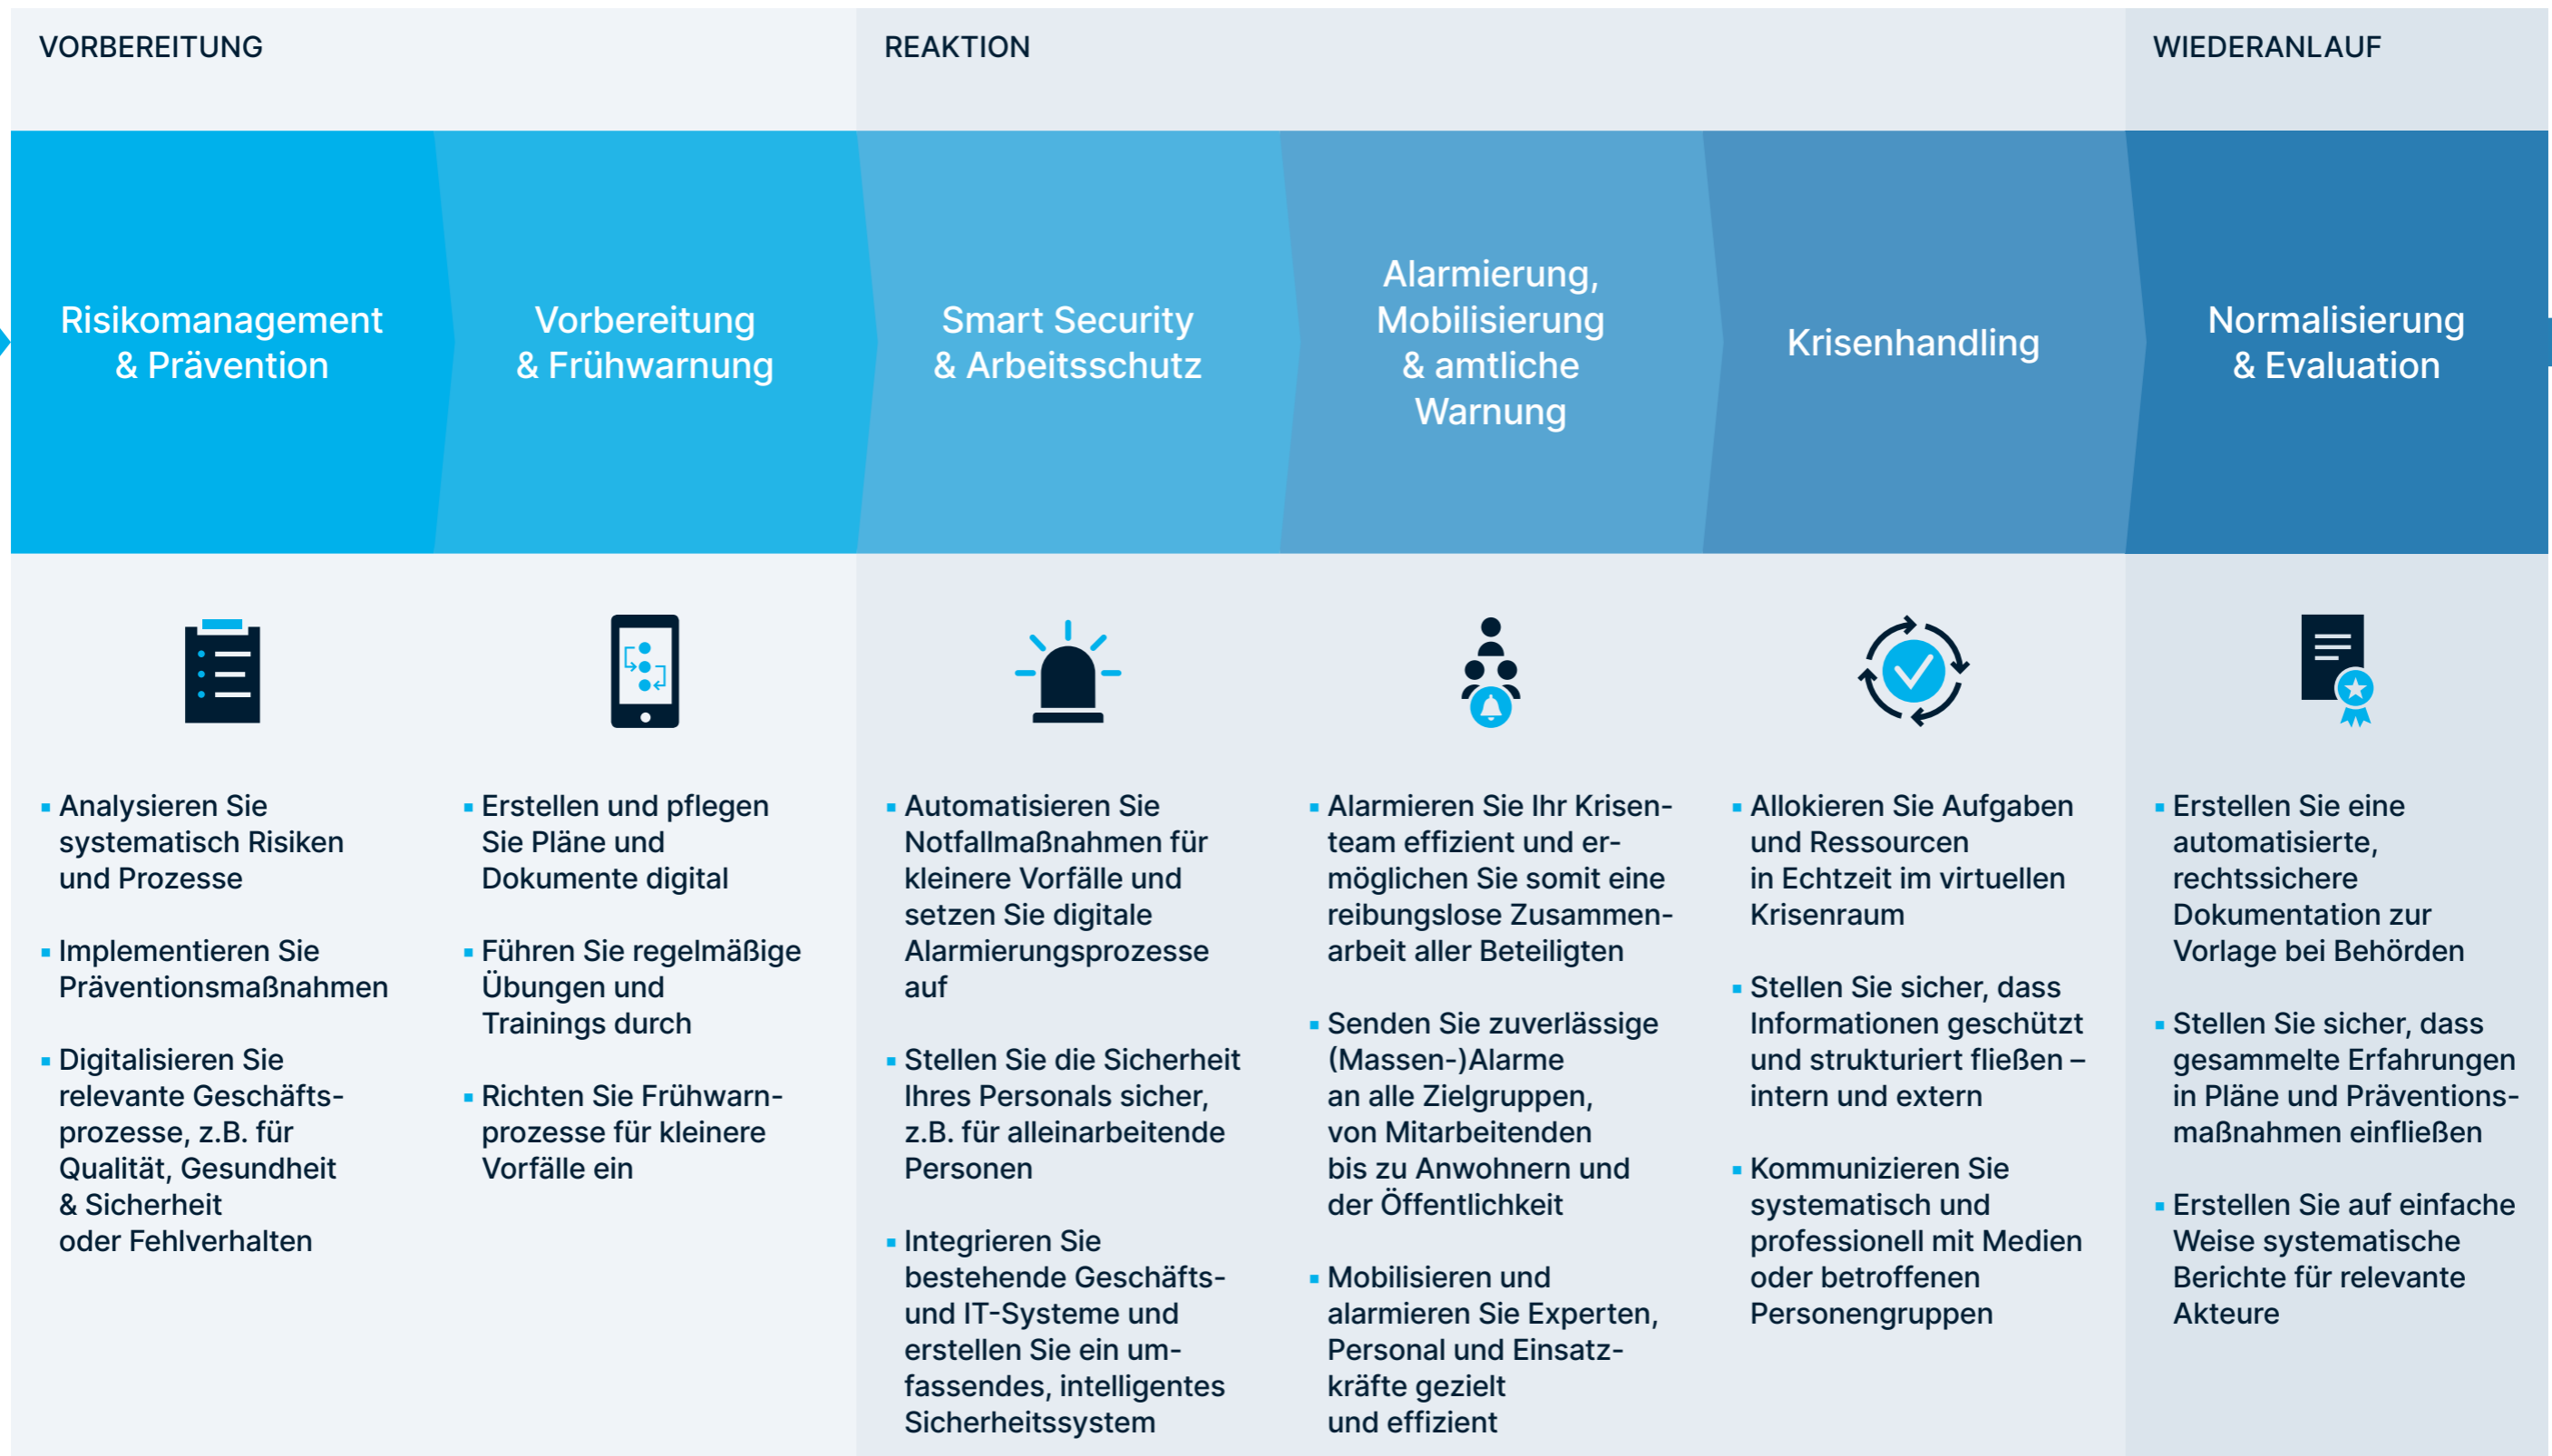 VORBEREITUNG
REAKTION
WIEDERANLAUF
Risikomanagement
& Prävention
Vorbereitung
& Frühwarnung
Smart Security
& Arbeitsschutz
Alarmierung,
Mobilisierung
& amtliche
Warnung
Krisenhandling
Normalisierung
& Evaluation
▪ Analysieren Sie
systematisch Risiken
und Prozesse
▪ Implementieren Sie
Präventionsmaßnahmen
▪ Digitalisieren Sie
relevante Geschäfts-
prozesse, z.B. für
Qualität, Gesundheit
& Sicherheit
oder Fehlverhalten
▪ Erstellen und pflegen
Sie Pläne und
Dokumente digital
▪ Führen Sie regelmäßige
Übungen und
Trainings durch
▪ Richten Sie Frühwarn-
prozesse für kleinere
Vorfälle ein
▪ Automatisieren Sie
Notfallmaßnahmen für
kleinere Vorfälle und
setzen Sie digitale
Alarmierungsprozesse
auf
▪ Stellen Sie die Sicherheit
Ihres Personals sicher,
z.B. für alleinarbeitende
Personen
▪ Integrieren Sie
bestehende Geschäfts-
und IT-Systeme und
erstellen Sie ein um-
fassendes, intelligentes
Sicherheitssystem
▪ Alarmieren Sie Ihr Krisen-
team effizient und er-
möglichen Sie somit eine
reibungslose Zusammen-
arbeit aller Beteiligten
▪ Senden Sie zuverlässige
(Massen-)Alarme
an alle Zielgruppen,
von Mitarbeitenden
bis zu Anwohnern und
der Öffentlichkeit
▪ Mobilisieren und
alarmieren Sie Experten,
Personal und Einsatz-
kräfte gezielt
und effizient
▪ Allokieren Sie Aufgaben
und Ressourcen
in Echtzeit im virtuellen
Krisenraum
▪ Stellen Sie sicher, dass
Informationen geschützt
und strukturiert fließen –
intern und extern
▪ Kommunizieren Sie
systematisch und
professionell mit Medien
oder betroffenen
Personengruppen
▪ Erstellen Sie eine
automatisierte,
rechtssichere
Dokumentation zur
Vorlage bei Behörden
▪ Stellen Sie sicher, dass
gesammelte Erfahrungen
in Pläne und Präventions-
maßnahmen einfließen
▪ Erstellen Sie auf einfache
Weise systematische
Berichte für relevante
Akteure